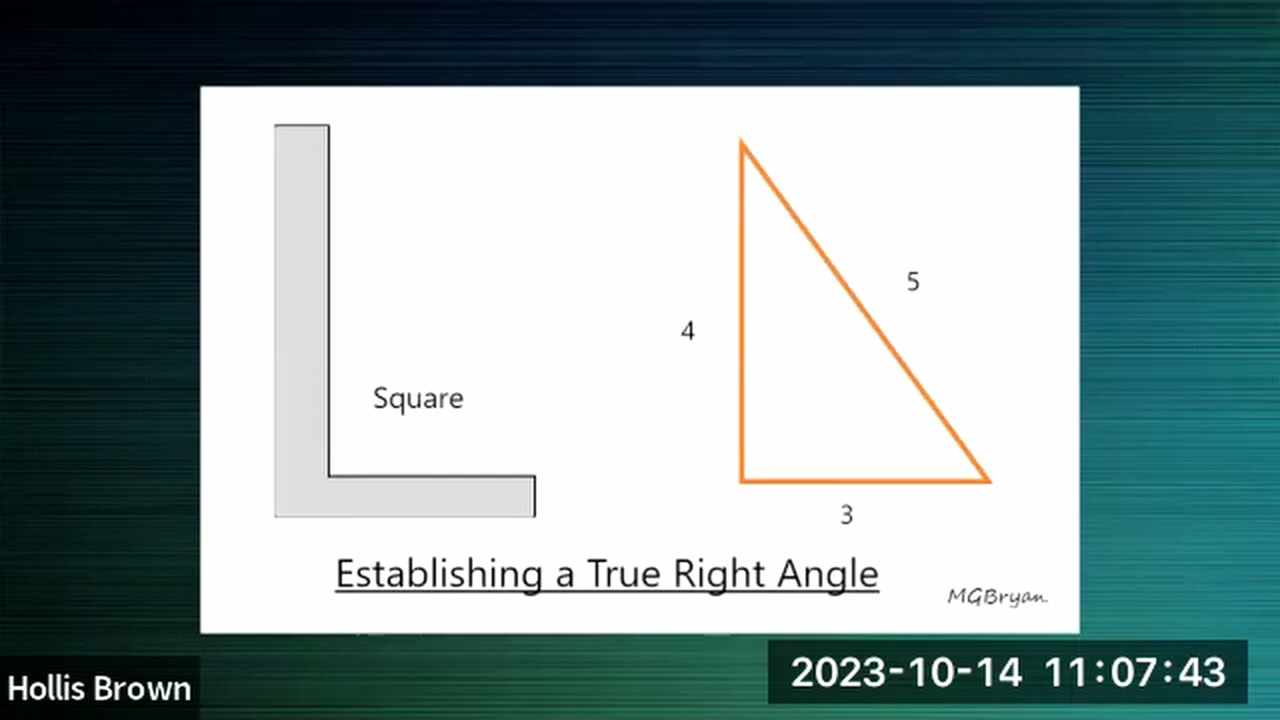 5
4
Square
3
Establishing a True Right Angle
MGBryan
Hollis Brown
2023-10-14 11:07:43